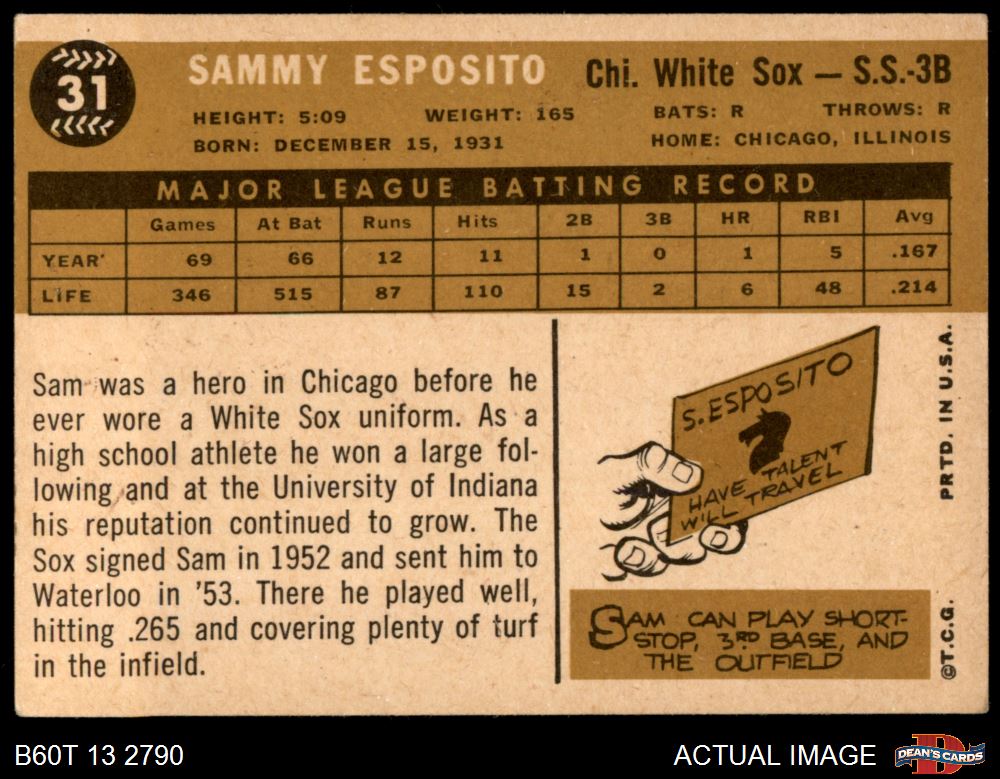 31
SAMMY ESPOSITO Chi. White Sox — S.S.-3B
HEIGHT: 5:09 WEIGHT: 165 BATS: R THROWS: R
BORN: DECEMBER 15, 1931 HOME: CHICAGO, ILLINOIS
MAJOR LEAGUE BATTING RECORD
Games At Bat Runs Hits 2B 3B HR RBI Avg
YEAR 69 66 12 11 1 0 1 5 .167
LIFE 346 515 87 110 15 2 6 48 .214
Sam was a hero in Chicago before he
ever wore a White Sox uniform. As a
high school athlete he won a large fol-
lowing and at the University of Indiana
his reputation continued to grow. The
Sox signed Sam in 1952 and sent him to
Waterloo in '53. There he played well,
hitting .265 and covering plenty of turf
in the infield.
S. ESPOSITO
HAVE TALENT
WILL TRAVEL
SAM CAN PLAY SHORT-
STOP, 3RD BASE, AND
THE OUTFIELD
PRTD. IN U.S.A.
©T.C.G.
B60T 13 2790 ACTUAL IMAGE DEAN'S CARDS